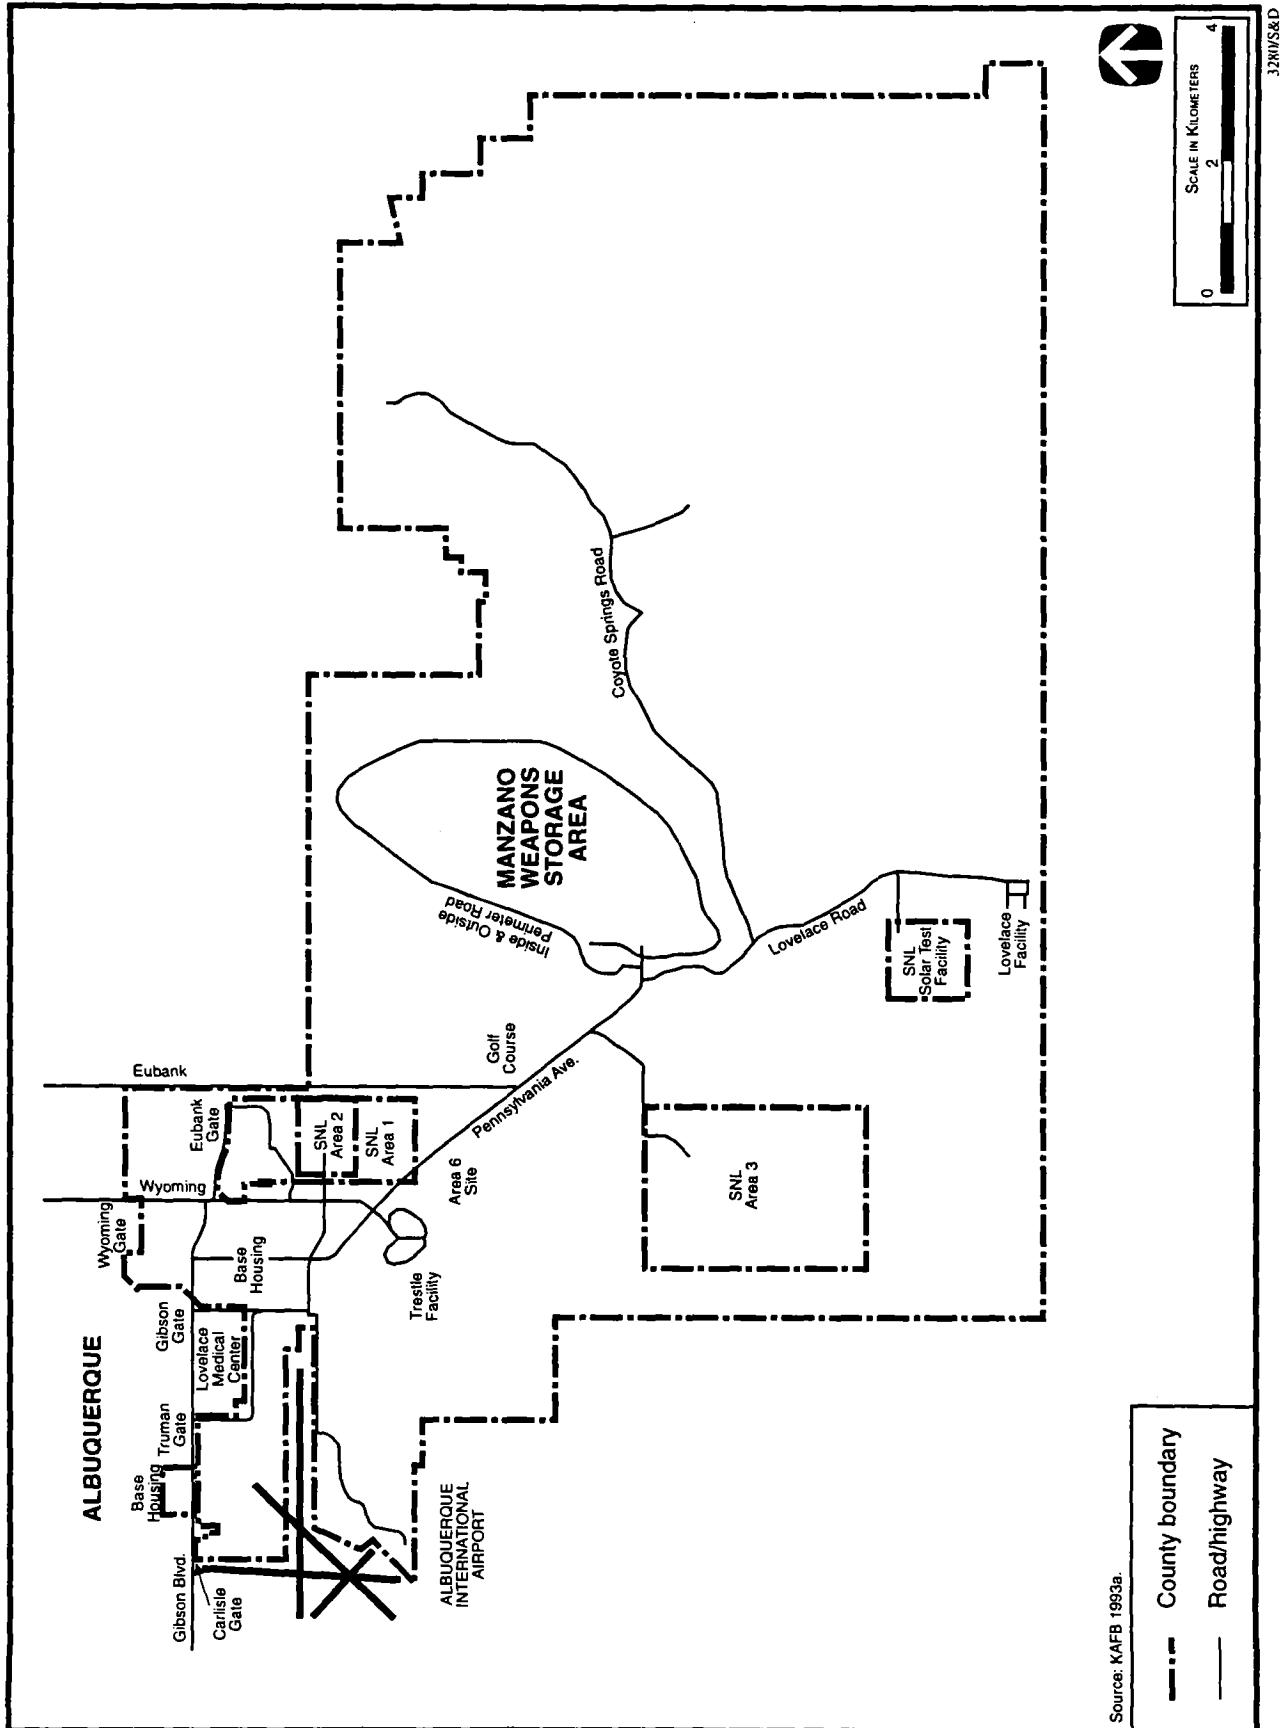 ALBUQUERQUE
Gibson Blvd.
Carlisle
Gate
Base
Housing
Truman
Gate
Gibson
Gate
Lovelace
Medical
Center
Wyoming
Gate
Wyoming
Eubank
Gate
Eubank
Base
Housing
SNL
Area 2
SNL
Area 1
Trestle
Facility
Area 6
Site
Golf
Course
Pennsylvania Ave.
ALBUQUERQUE
INTERNATIONAL
AIRPORT
Inside & Outside
Perimeter Road
MANZANO
WEAPONS
STORAGE
AREA
Coyote Springs Road
SNL
Area 3
Lovelace Road
SNL
Solar Test
Facility
Lovelace
Facility
Source: KAFB 1993a.
County boundary
Road/highway
SCALE IN KILOMETERS
0 2 4
3280/S&D